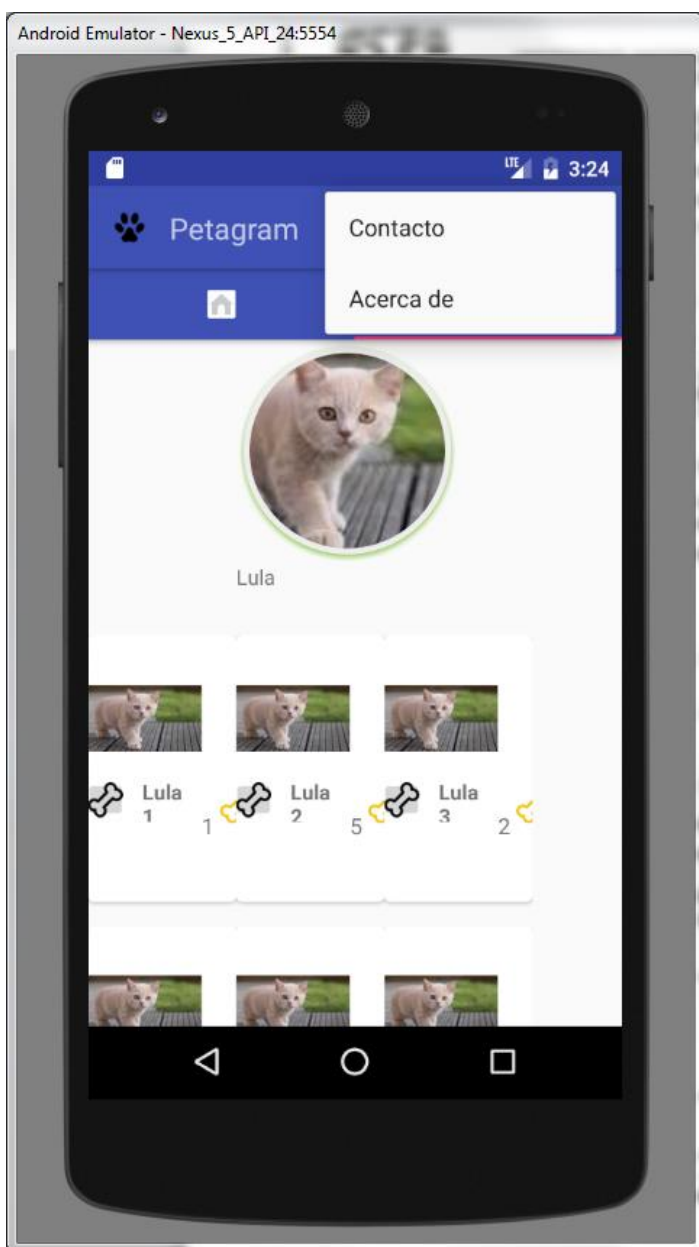 Android Emulator - Nexus_5_API_24:5554
LTE 3:24
Petagram
Contacto
Acerca de
Lula
Lula Lula Lula
1 1 2 5 3 2